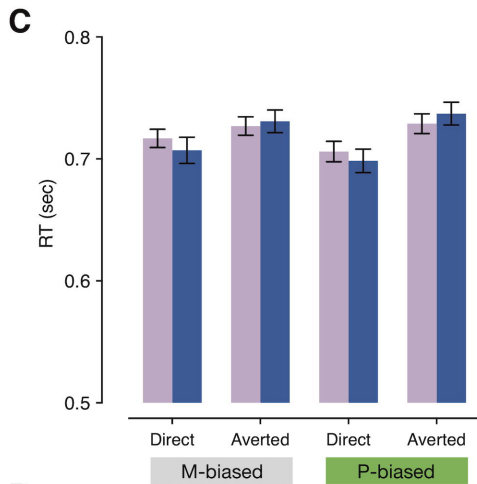 C
0.8
0.7
0.6
0.5
RT (sec)
Direct Averted Direct Averted
M-biased P-biased